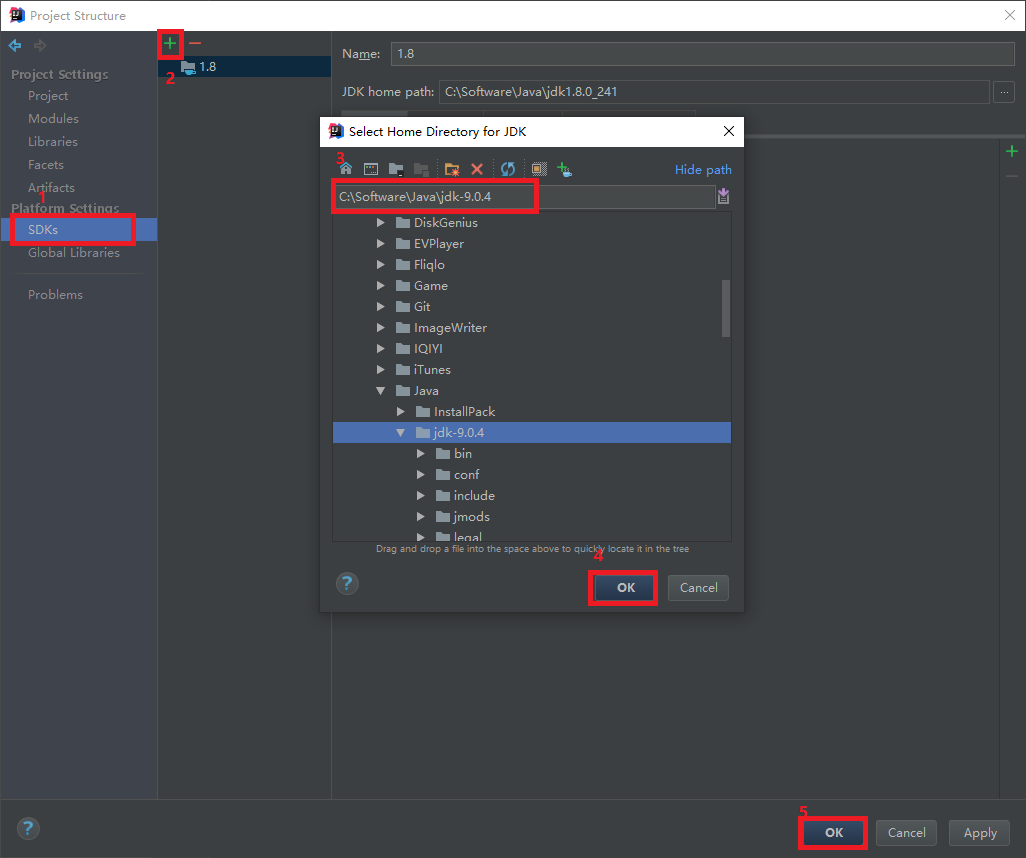 Project Structure
Project Settings
Project
Modules
Libraries
Facets
Artifacts
1
Platform Settings
SDKs
Global Libraries
Problems
2
1.8
Name: 1.8
JDK home path: C:\Software\Java\jdk1.8.0_241
...
Select Home Directory for JDK
3
Hide path
C:\Software\Java\jdk-9.0.4
DiskGenius
EVPlayer
Fliqlo
Game
Git
ImageWriter
IQIYI
iTunes
Java
InstallPack
jdk-9.0.4
bin
conf
include
jmods
legal
Drag and drop a file into the space above to quickly locate it in the tree
4
? OK Cancel
5
? OK Cancel Apply